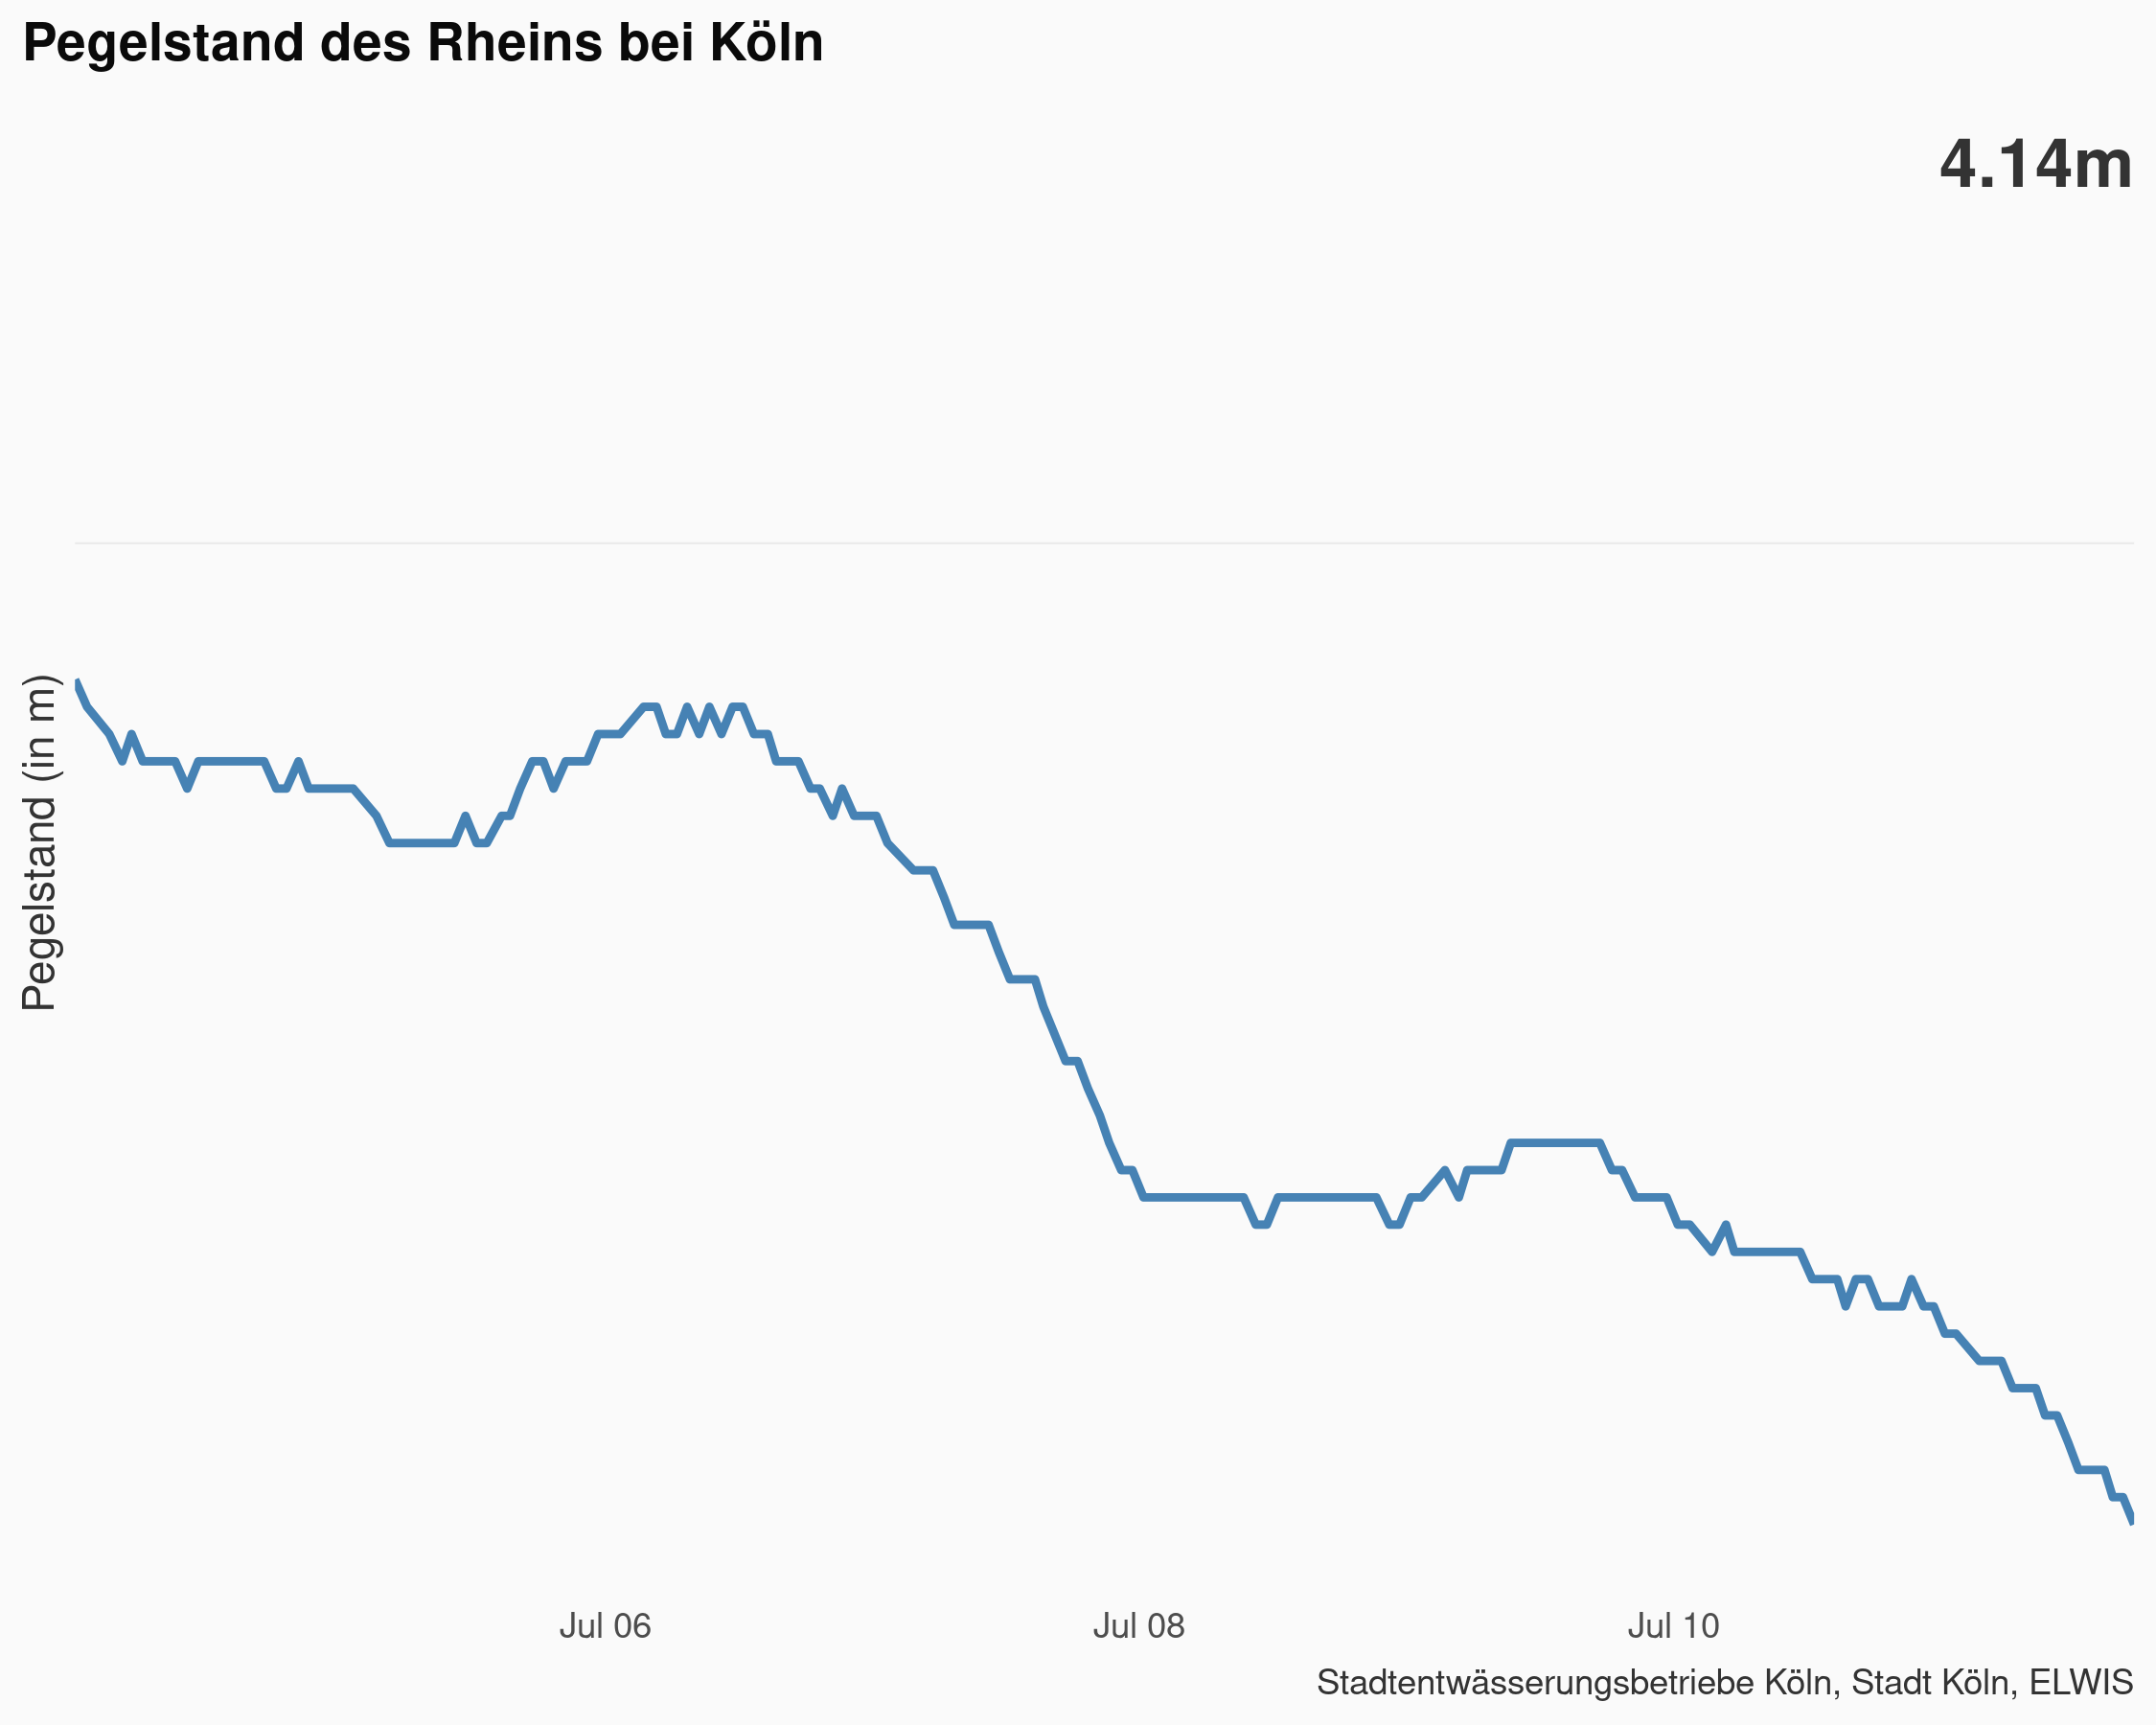 Pegelstand des Rheins bei Köln
4.14m
Pegelstand (in m)
Jul 06
Jul 08
Jul 10
Stadtentwässerungsbetriebe Köln, Stadt Köln, ELWIS